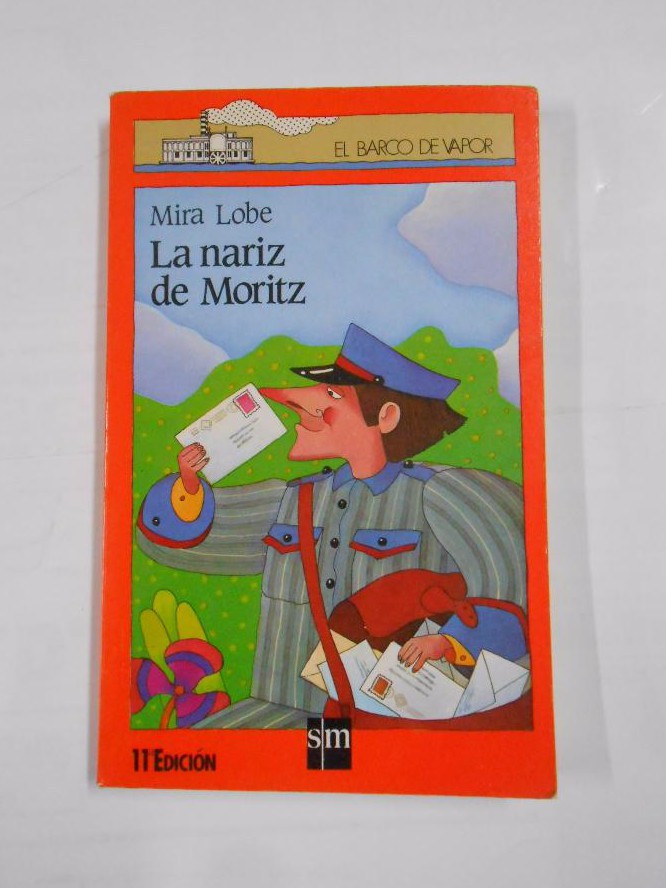 EL BARCO DE VAPOR
Mira Lobe
La nariz
de Moritz
sm
11ª EDICIÓN